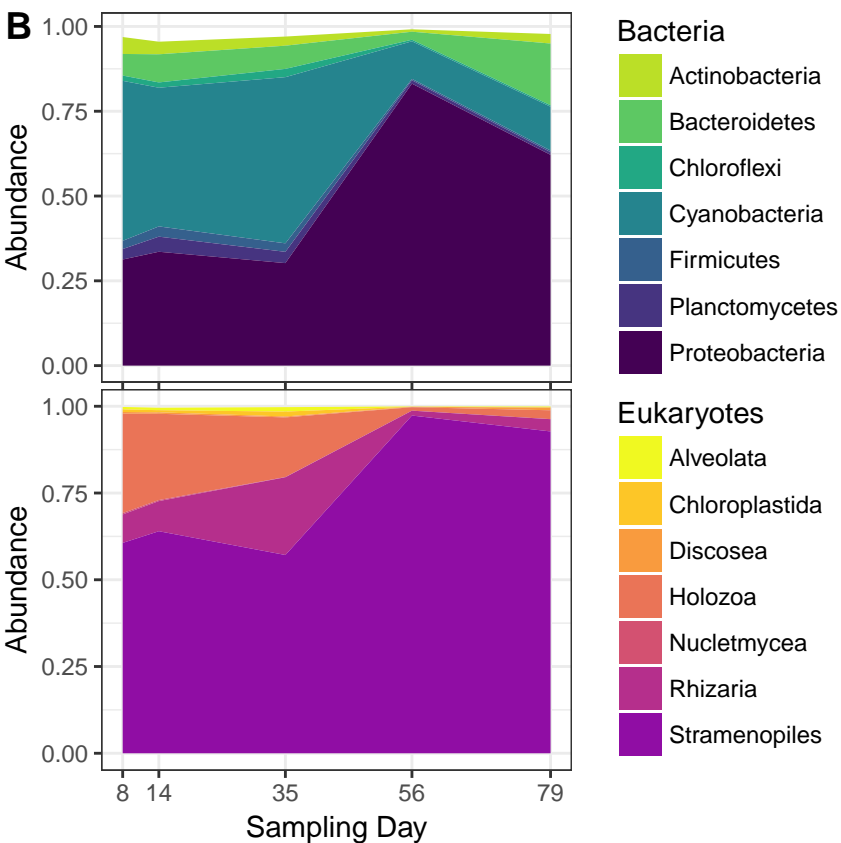 B
Abundance
1.00
0.75
0.50
0.25
0.00
Bacteria
Actinobacteria
Bacteroidetes
Chloroflexi
Cyanobacteria
Firmicutes
Planctomycetes
Proteobacteria
Abundance
1.00
0.75
0.50
0.25
0.00
Eukaryotes
Alveolata
Chloroplastida
Discosea
Holozoa
Nucletmycea
Rhizaria
Stramenopiles
8 14 35 56 79
Sampling Day